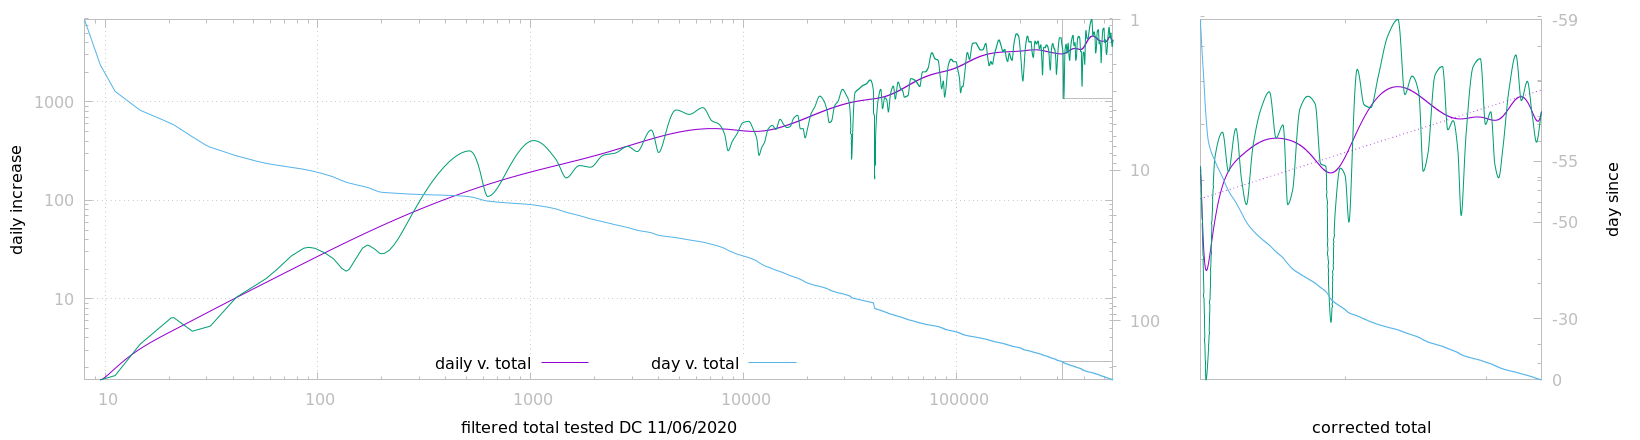 1000
100
10
daily increase
1
10
100
daily v. total
day v. total
10
100
1000
10000
100000
filtered total tested DC 11/06/2020
-59
-55
-50
-30
0
day since
corrected total